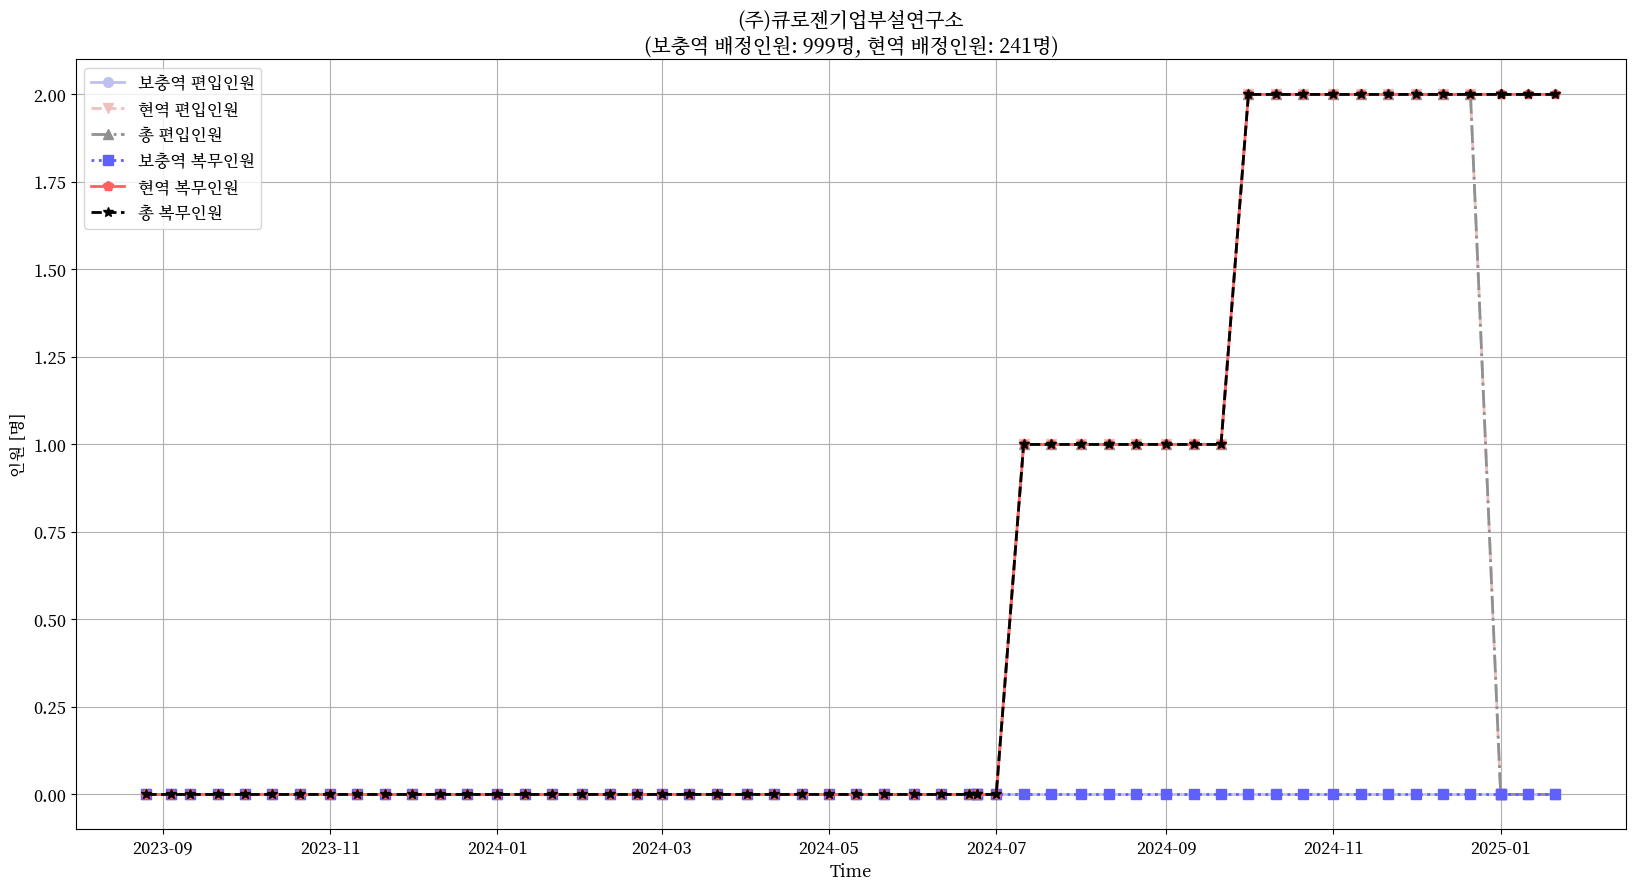 (주)큐로젠기업부설연구소
(보충역 배정인원: 999명, 현역 배정인원: 241명)
보충역 편입인원
현역 편입인원
총 편입인원
보충역 복무인원
현역 복무인원
총 복무인원
2.00
1.75
1.50
1.25
1.00
0.75
0.50
0.25
0.00
인원 [명]
2023-09 2023-11 2024-01 2024-03 2024-05 2024-07 2024-09 2024-11 2025-01
Time